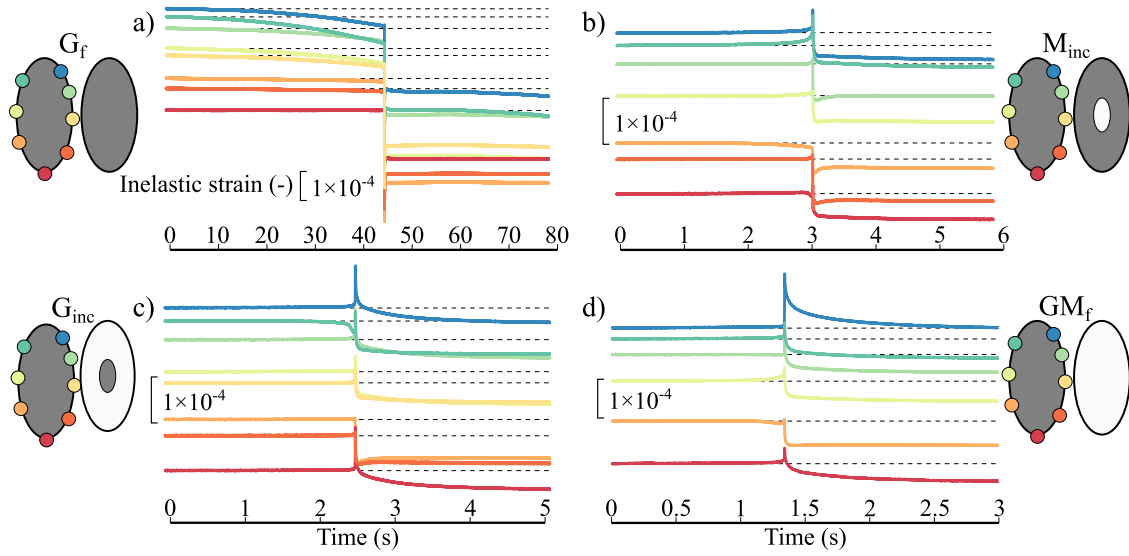 a)
G_f
Inelastic strain (-)
1×10⁻⁴
0 10 20 30 40 50 60 70 80
b)
M_inc
1×10⁻⁴
0 1 2 3 4 5 6
c)
G_inc
1×10⁻⁴
0 1 2 3 4 5
Time (s)
d)
GM_f
1×10⁻⁴
0 0.5 1 1.5 2 2.5 3
Time (s)